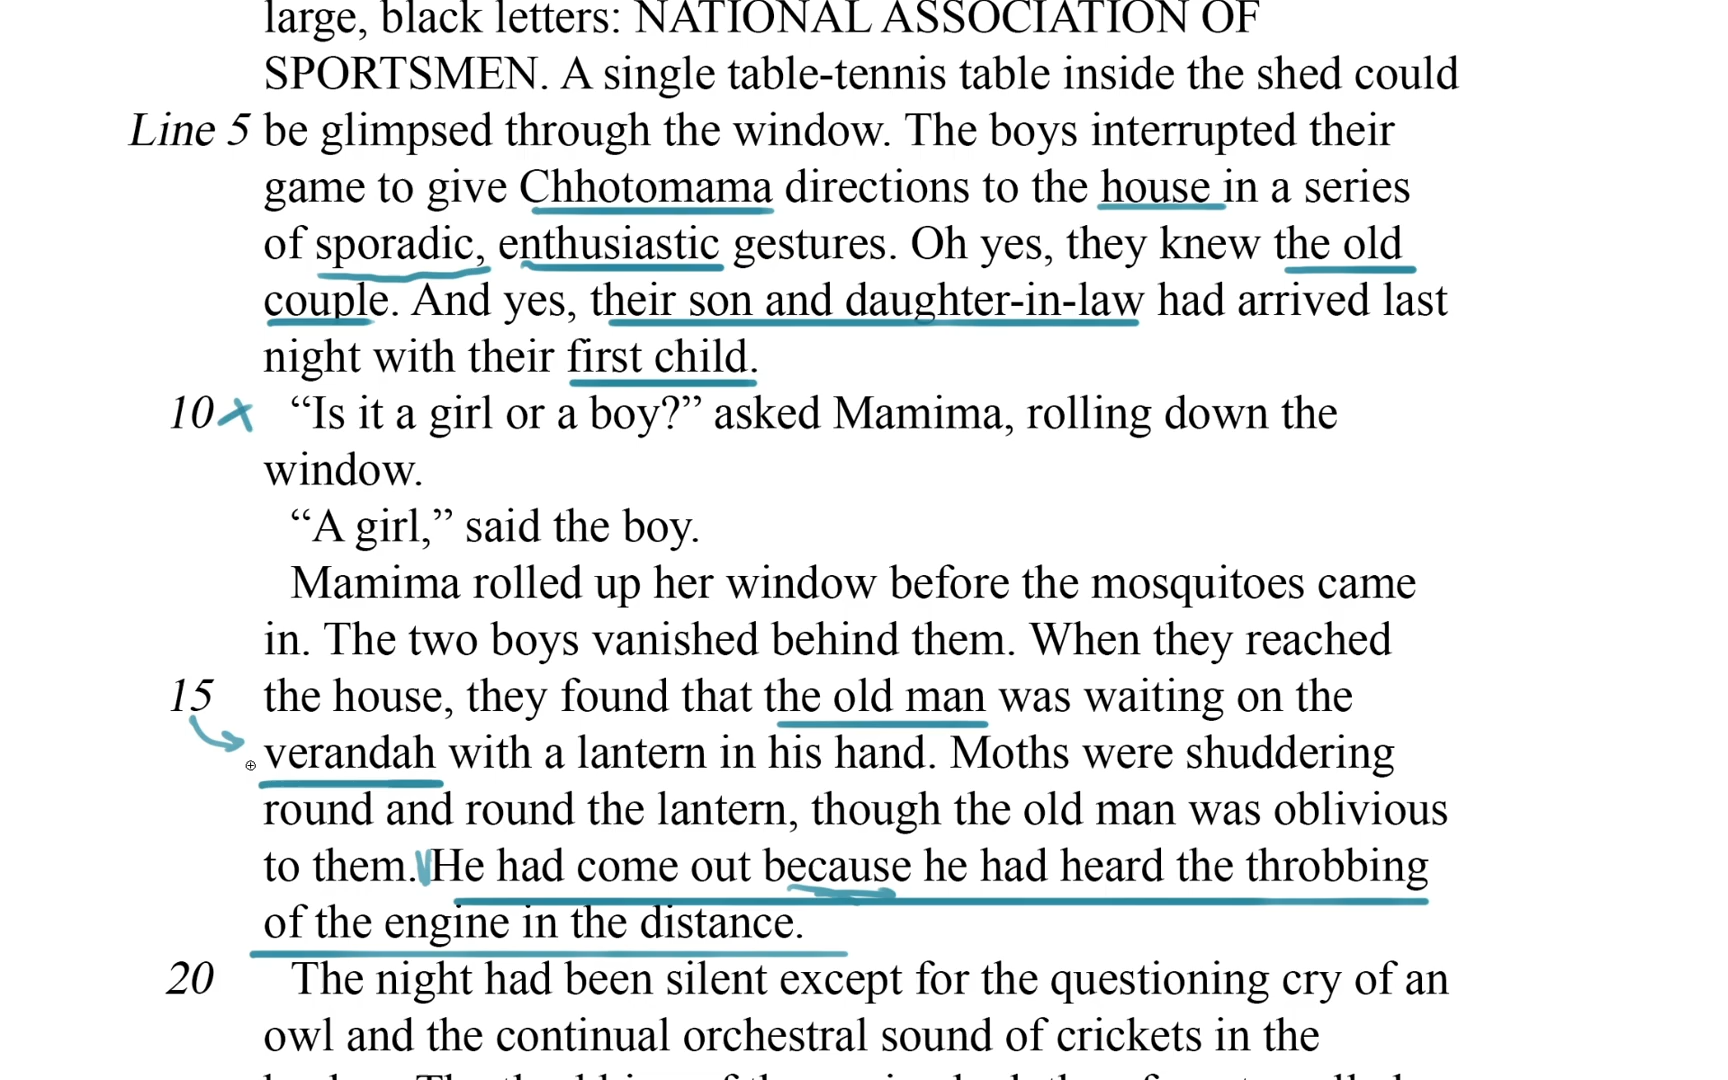 large, black letters: NATIONAL ASSOCIATION OF
SPORTSMEN. A single table-tennis table inside the shed could
Line 5 be glimpsed through the window. The boys interrupted their
game to give Chhotomama directions to the house in a series
of sporadic, enthusiastic gestures. Oh yes, they knew the old
couple. And yes, their son and daughter-in-law had arrived last
night with their first child.
10 “Is it a girl or a boy?” asked Mamima, rolling down the
window.
“A girl,” said the boy.
Mamima rolled up her window before the mosquitoes came
in. The two boys vanished behind them. When they reached
15 the house, they found that the old man was waiting on the
verandah with a lantern in his hand. Moths were shuddering
round and round the lantern, though the old man was oblivious
to them. He had come out because he had heard the throbbing
of the engine in the distance.
20 The night had been silent except for the questioning cry of an
owl and the continual orchestral sound of crickets in the